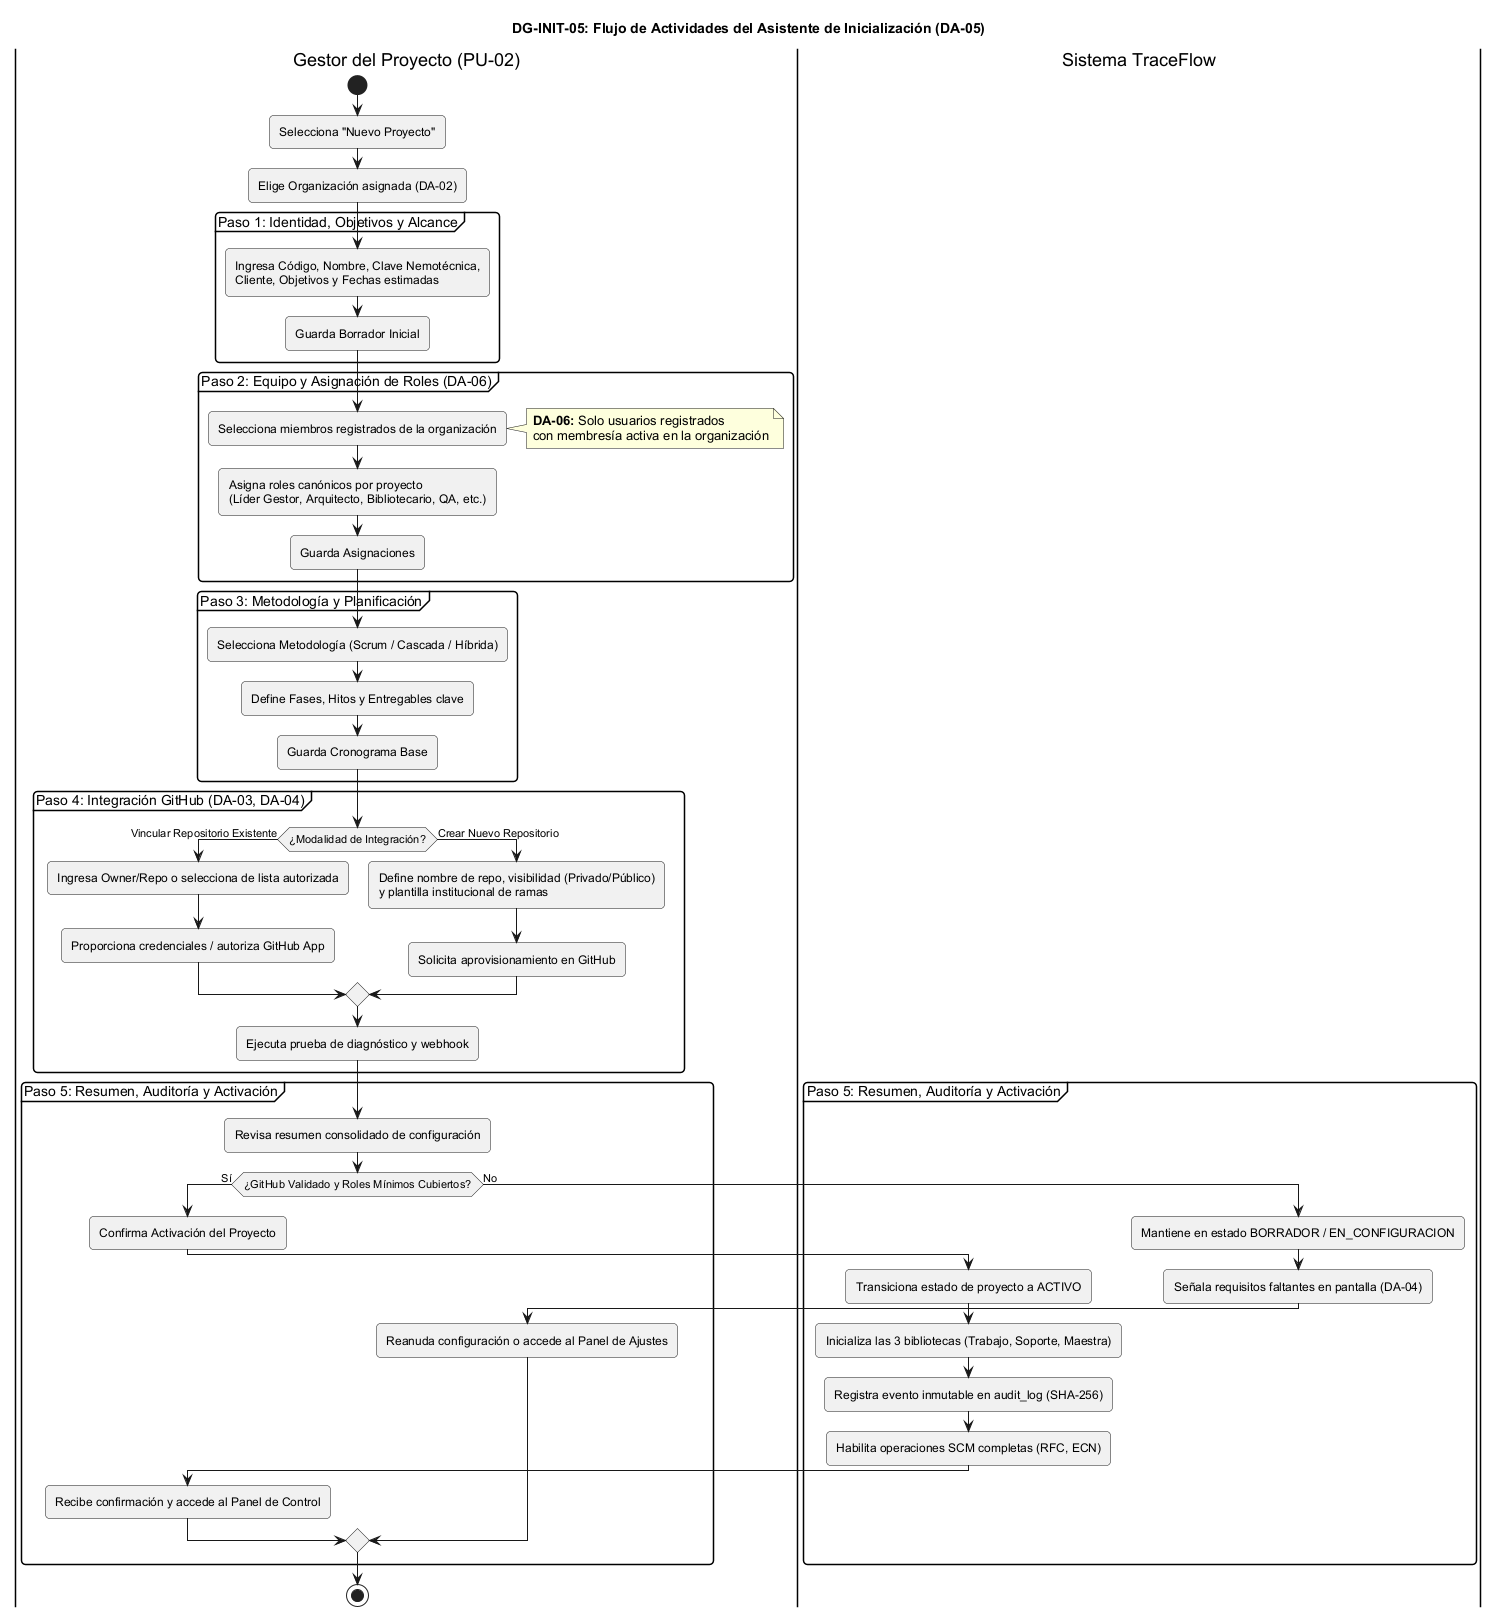 DG-INIT-05: Flujo de Actividades del Asistente de Inicialización (DA-05)
Gestor del Proyecto (PU-02)
Sistema TraceFlow
Selecciona "Nuevo Proyecto"
Elige Organización asignada (DA-02)
Paso 1: Identidad, Objetivos y Alcance
Ingresa Código, Nombre, Clave Nemotécnica,
Cliente, Objetivos y Fechas estimadas
Guarda Borrador Inicial
Paso 2: Equipo y Asignación de Roles (DA-06)
Selecciona miembros registrados de la organización
DA-06: Solo usuarios registrados
con membresía activa en la organización
Asigna roles canónicos por proyecto
(Líder Gestor, Arquitecto, Bibliotecario, QA, etc.)
Guarda Asignaciones
Paso 3: Metodología y Planificación
Selecciona Metodología (Scrum / Cascada / Híbrida)
Define Fases, Hitos y Entregables clave
Guarda Cronograma Base
Paso 4: Integración GitHub (DA-03, DA-04)
Vincular Repositorio Existente
¿Modalidad de Integración?
Crear Nuevo Repositorio
Ingresa Owner/Repo o selecciona de lista autorizada
Define nombre de repo, visibilidad (Privado/Público)
y plantilla institucional de ramas
Proporciona credenciales / autoriza GitHub App
Solicita aprovisionamiento en GitHub
Ejecuta prueba de diagnóstico y webhook
Paso 5: Resumen, Auditoría y Activación
Paso 5: Resumen, Auditoría y Activación
Revisa resumen consolidado de configuración
Sí
¿GitHub Validado y Roles Mínimos Cubiertos?
No
Confirma Activación del Proyecto
Mantiene en estado BORRADOR / EN_CONFIGURACION
Transiciona estado de proyecto a ACTIVO
Señala requisitos faltantes en pantalla (DA-04)
Reanuda configuración o accede al Panel de Ajustes
Inicializa las 3 bibliotecas (Trabajo, Soporte, Maestra)
Registra evento inmutable en audit_log (SHA-256)
Habilita operaciones SCM completas (RFC, ECN)
Recibe confirmación y accede al Panel de Control